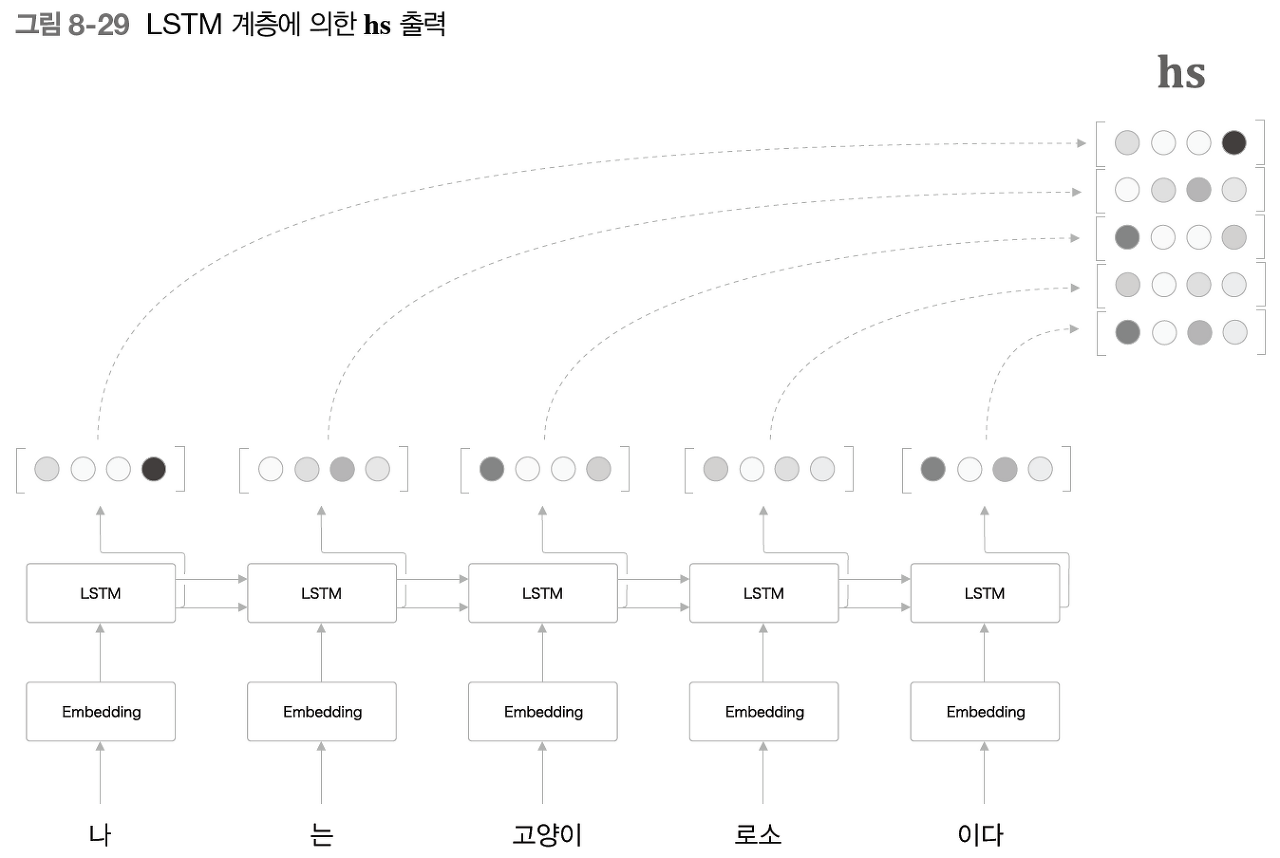 그림 8-29 LSTM 계층에 의한 hs 출력
hs
LSTM LSTM LSTM LSTM LSTM
Embedding Embedding Embedding Embedding Embedding
나 는 고양이 로소 이다